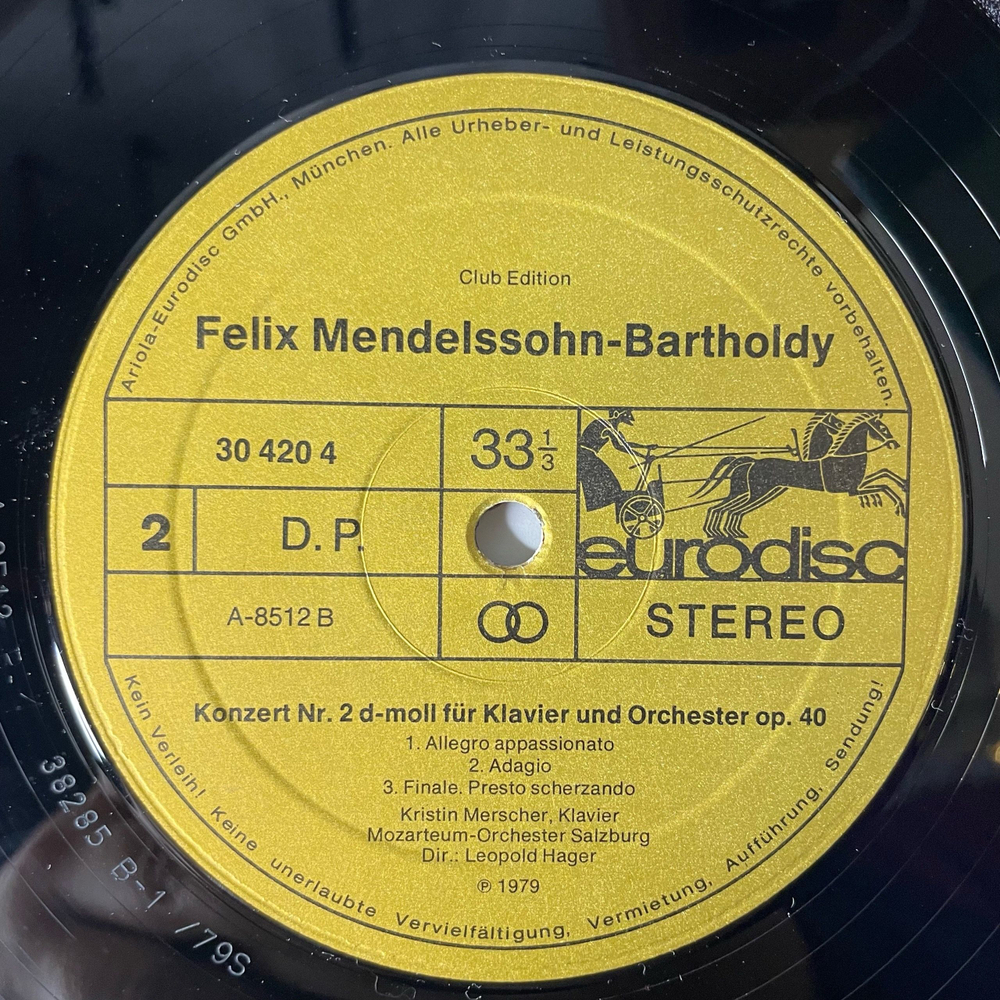 Ariola-Eurodisc GmbH., München. Alle Urheber- und Leistungsschutzrechte vorbehalten.
Club Edition
Felix Mendelssohn-Bartholdy
30 420 4
33 1/3
2
D. P.
eurodisc
A-8512 B
STEREO
Konzert Nr. 2 d-moll für Klavier und Orchester op. 40
1. Allegro appassionato
2. Adagio
3. Finale. Presto scherzando
Kristin Merscher, Klavier
Mozarteum-Orchester Salzburg
Dir.: Leopold Hager
℗ 1979
Kein Verleih! Keine unerlaubte Vervielfältigung, Vermietung, Aufführung, Sendung!
38285 B-1 /79S